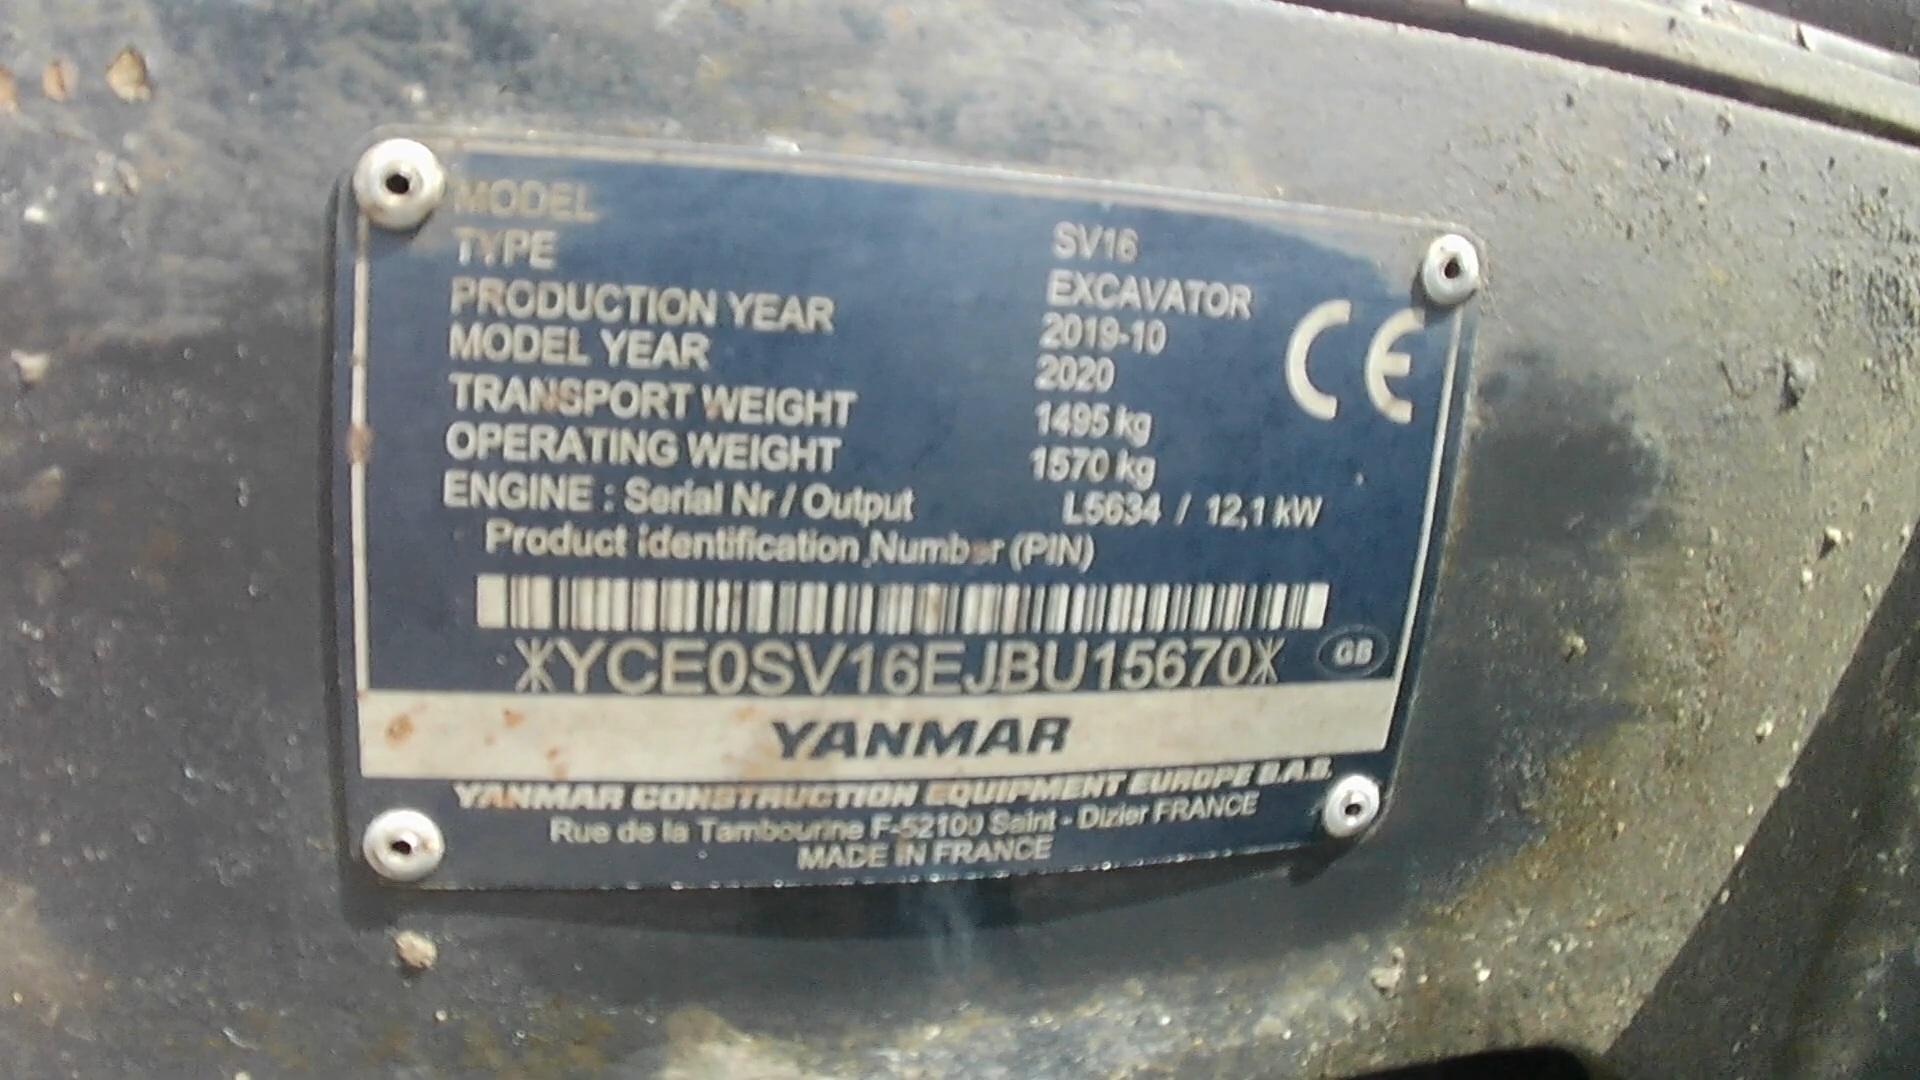 MODEL SV16
TYPE EXCAVATOR
PRODUCTION YEAR 2019-10
MODEL YEAR 2020
TRANSPORT WEIGHT 1495 kg
OPERATING WEIGHT 1570 kg
ENGINE : Serial Nr / Output L5634 / 12,1 kW
Product Identification Number (PIN)
*YCE0SV16EJBU15670*
GB
CE
YANMAR
YANMAR CONSTRUCTION EQUIPMENT EUROPE S.A.S.
Rue de la Tambourine F-52100 Saint - Dizier FRANCE
MADE IN FRANCE